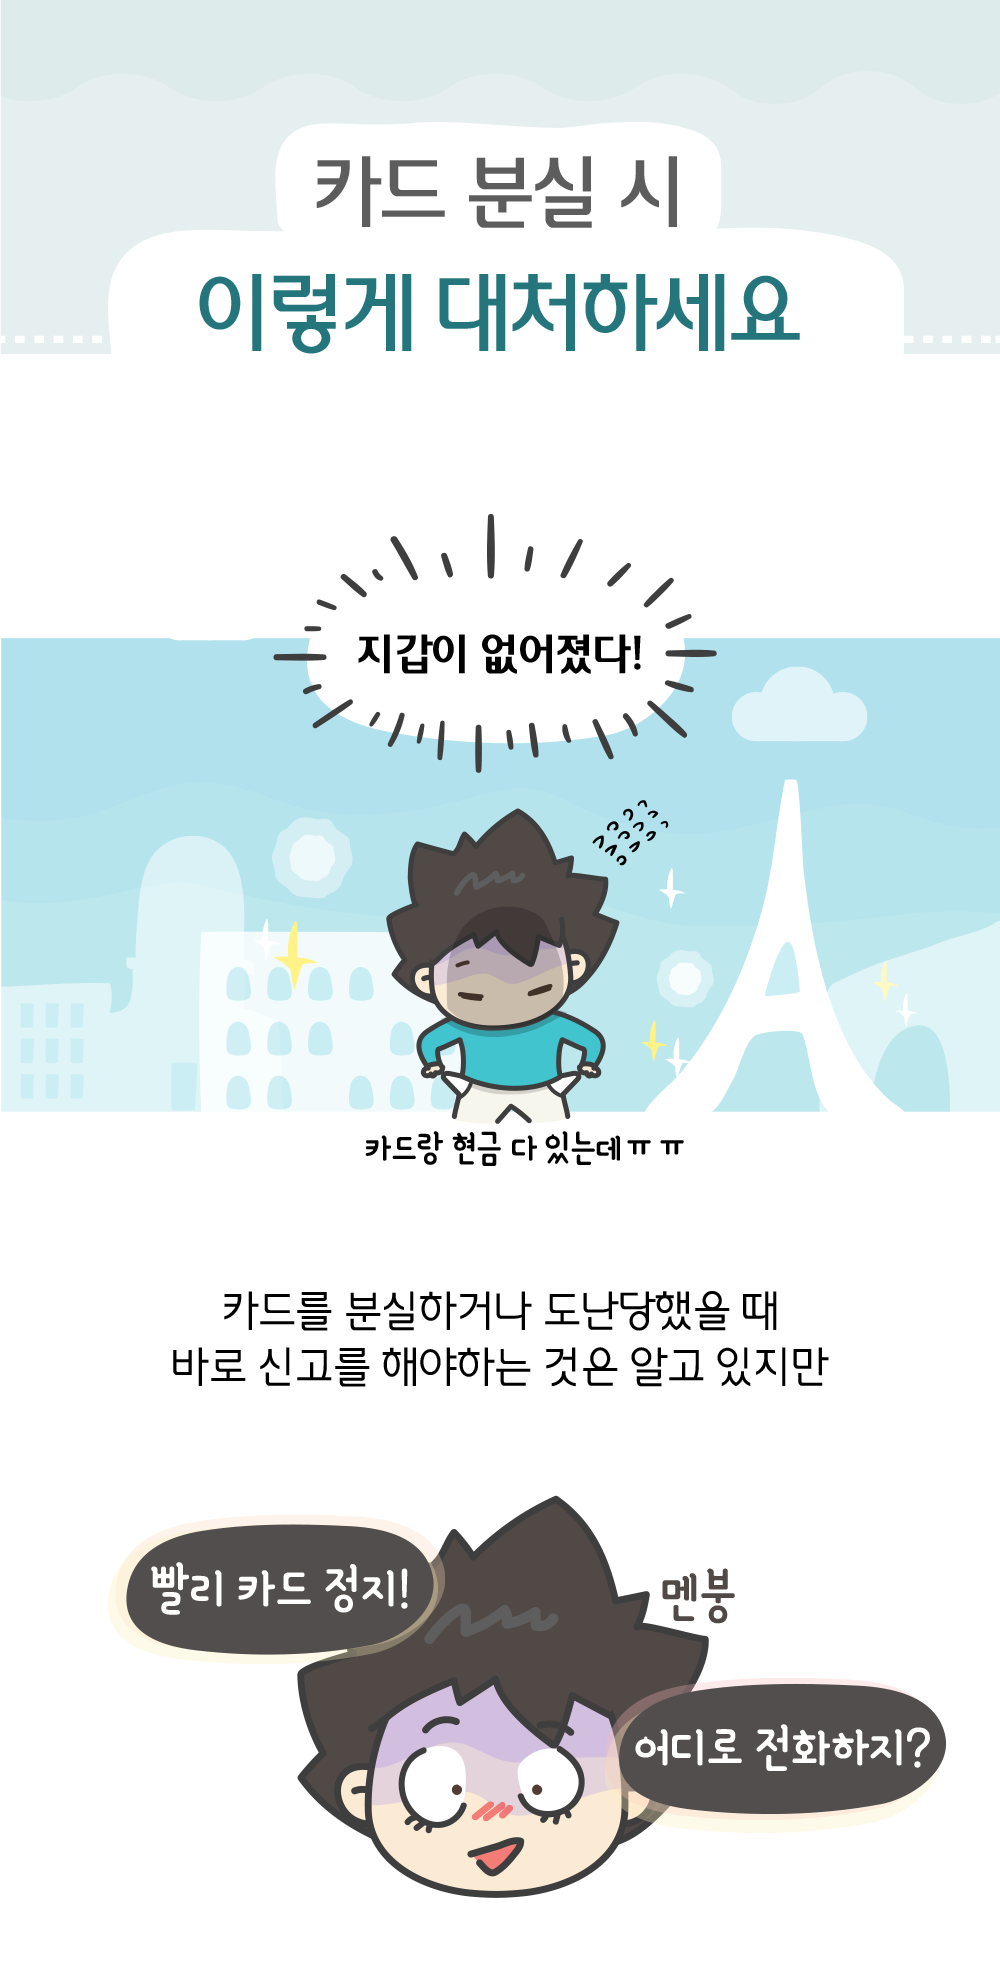 카드 분실 시
이렇게 대처하세요
지갑이 없어졌다!
카드랑 현금 다 있는데ㅠㅠ
카드를 분실하거나 도난당했을 때
바로 신고를 해야하는 것은 알고 있지만
빨리 카드 정지!
멘붕
어디로 전화하지?